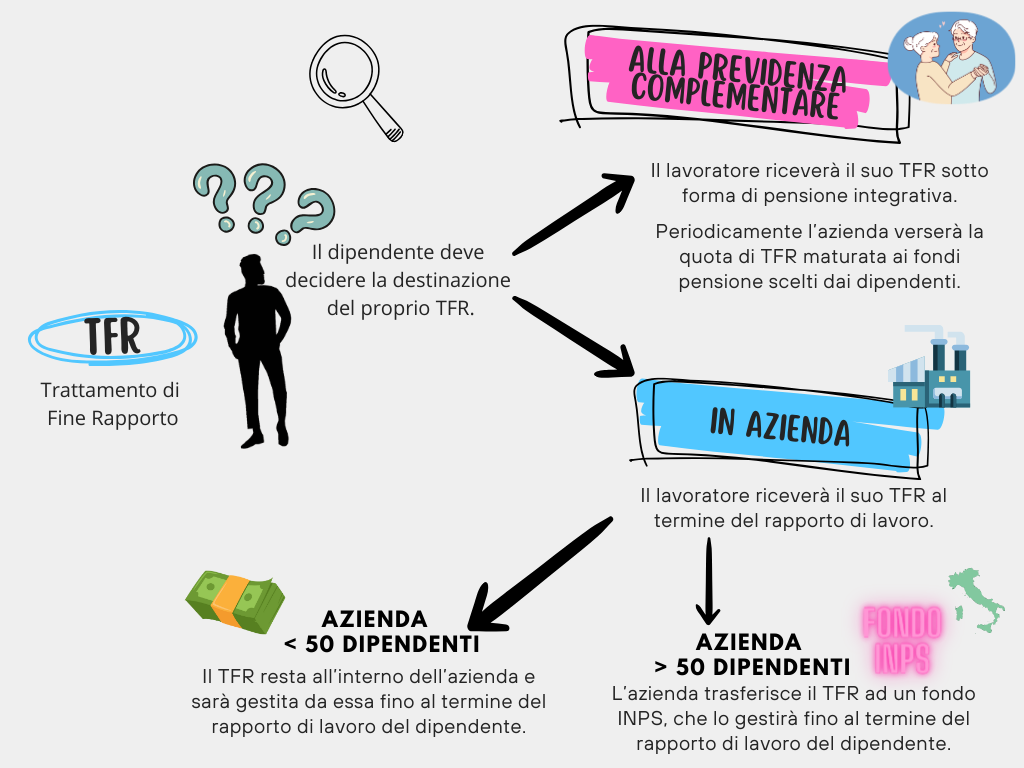 TFR
Trattamento di
Fine Rapporto
???
Il dipendente deve
decidere la destinazione
del proprio TFR.
ALLA PREVIDENZA
COMPLEMENTARE
Il lavoratore riceverà il suo TFR sotto
forma di pensione integrativa.
Periodicamente l'azienda verserà la
quota di TFR maturata ai fondi
pensione scelti dai dipendenti.
IN AZIENDA
Il lavoratore riceverà il suo TFR al
termine del rapporto di lavoro.
AZIENDA
< 50 DIPENDENTI
Il TFR resta all'interno dell'azienda e
sarà gestita da essa fino al termine del
rapporto di lavoro del dipendente.
AZIENDA
> 50 DIPENDENTI
FONDO
INPS
L'azienda trasferisce il TFR ad un fondo
INPS, che lo gestirà fino al termine del
rapporto di lavoro del dipendente.